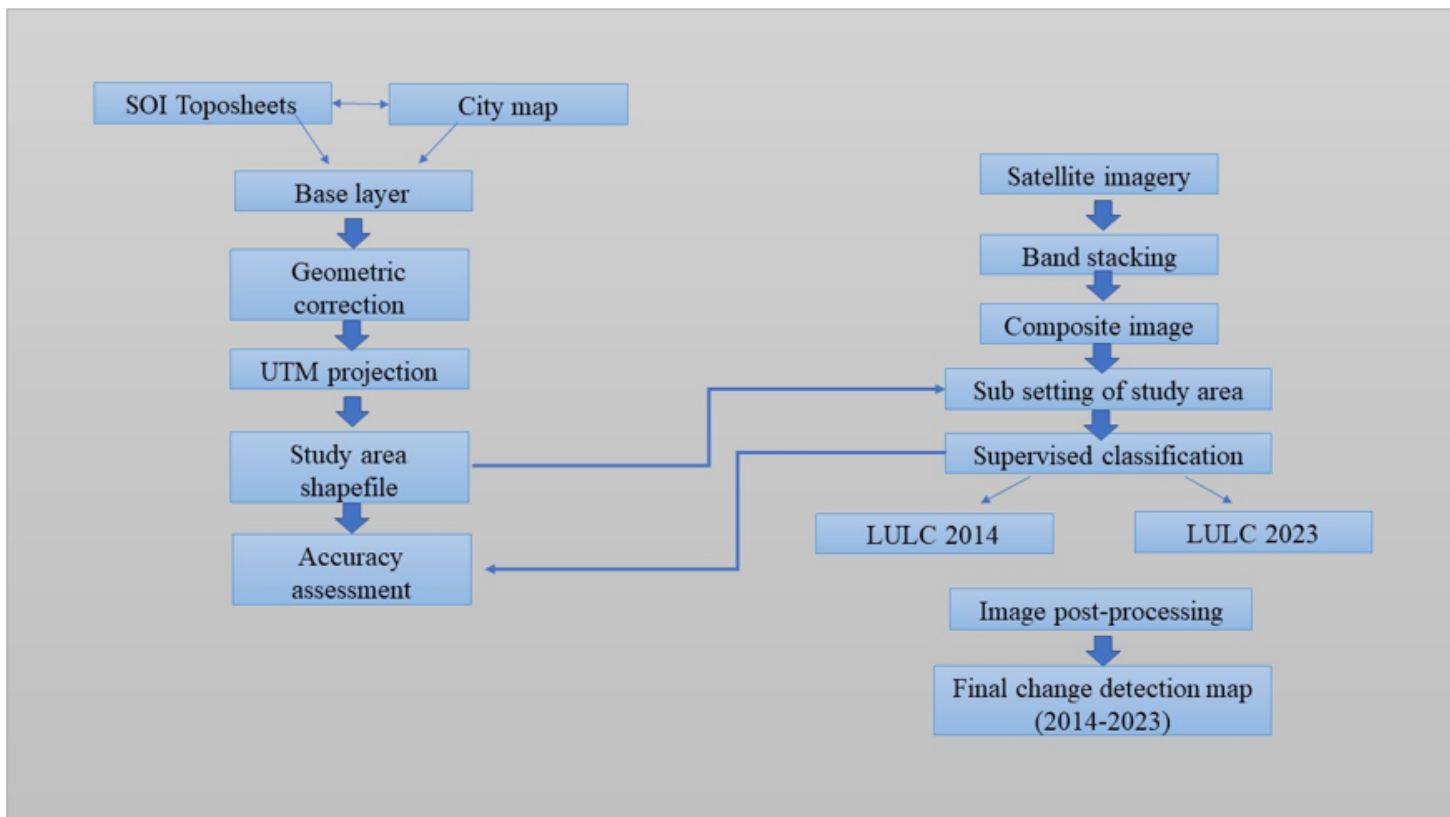 SOI Toposheets
City map
Base layer
Geometric
correction
UTM projection
Study area
shapefile
Accuracy
assessment
Satellite imagery
Band stacking
Composite image
Sub setting of study area
Supervised classification
LULC 2014
LULC 2023
Image post-processing
Final change detection map
(2014-2023)